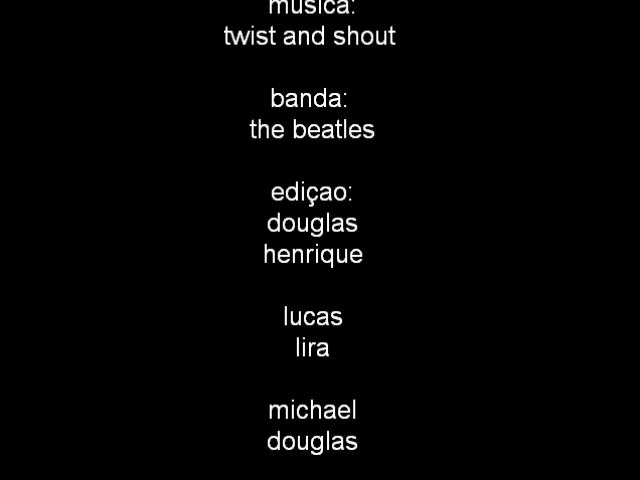 musica:
twist and shout
banda:
the beatles
ediçao:
douglas
henrique
lucas
lira
michael
douglas